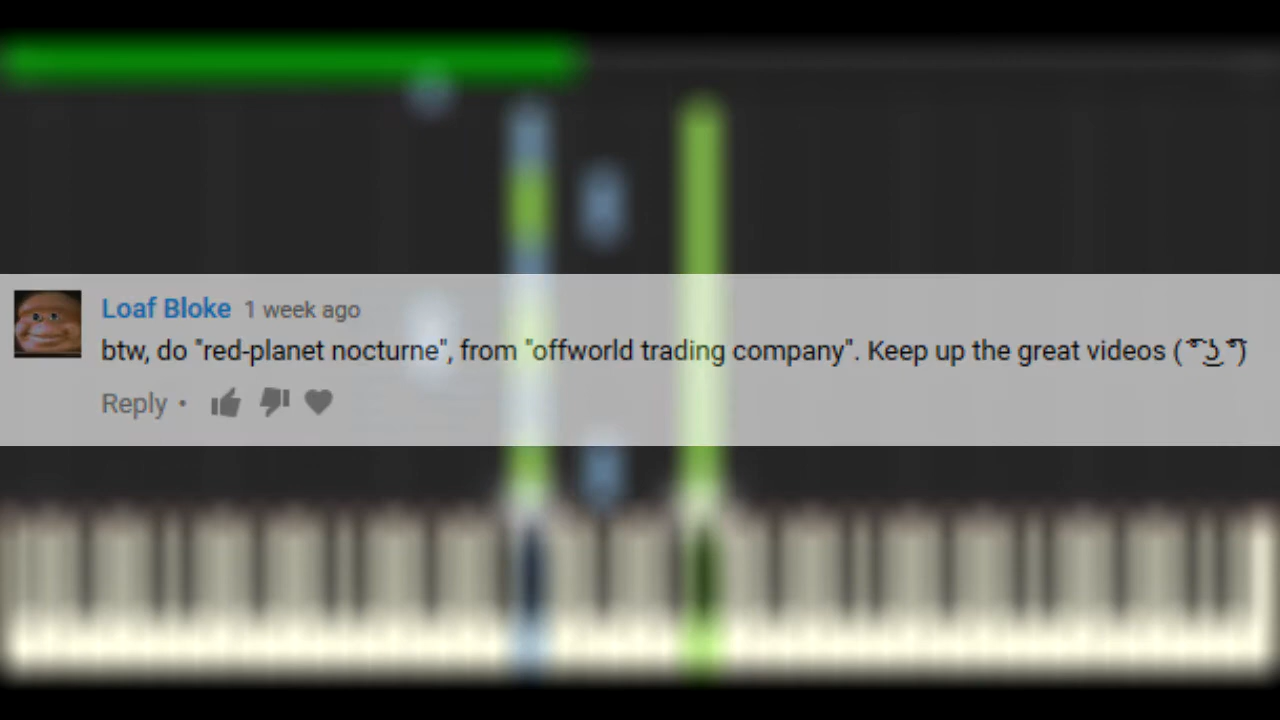 Loaf Bloke 1 week ago
btw, do "red-planet nocturne", from "offworld trading company". Keep up the great videos ( ͡° ͜ʖ ͡°)
Reply •